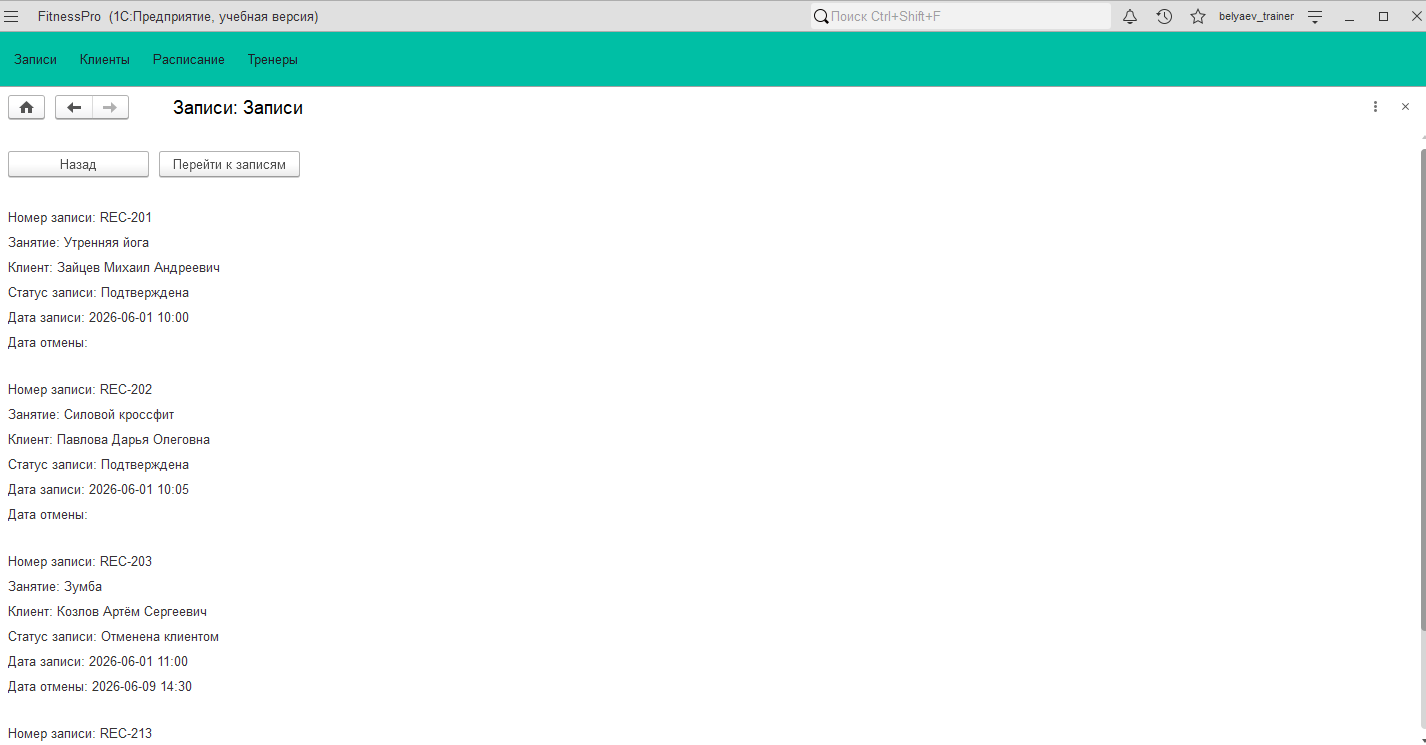 FitnessPro (1С:Предприятие, учебная версия)
Поиск Ctrl+Shift+F
belyaev_trainer
Записи Клиенты Расписание Тренеры
Записи: Записи
Назад Перейти к записям
Номер записи: REC-201
Занятие: Утренняя йога
Клиент: Зайцев Михаил Андреевич
Статус записи: Подтверждена
Дата записи: 2026-06-01 10:00
Дата отмены:
Номер записи: REC-202
Занятие: Силовой кроссфит
Клиент: Павлова Дарья Олеговна
Статус записи: Подтверждена
Дата записи: 2026-06-01 10:05
Дата отмены:
Номер записи: REC-203
Занятие: Зумба
Клиент: Козлов Артём Сергеевич
Статус записи: Отменена клиентом
Дата записи: 2026-06-01 11:00
Дата отмены: 2026-06-09 14:30
Номер записи: REC-213